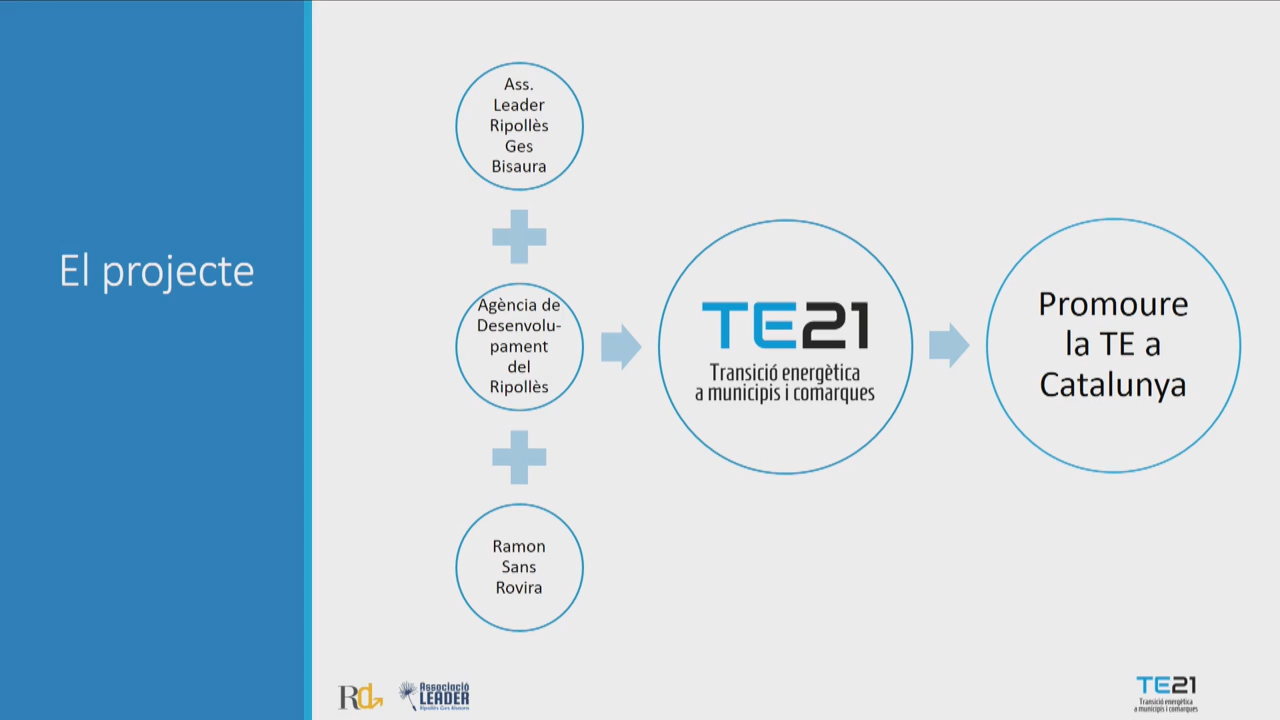 El projecte
Ass.
Leader
Ripollès
Ges
Bisaura
Agència de
Desenvolu-
pament
del
Ripollès
Ramon
Sans
Rovira
TE21
Transició energètica
a municipis i comarques
Promoure
la TE a
Catalunya
Rd
Associació
LEADER
Ripollès Ges Bisaura
TE21
Transició energètica
a municipis i comarques